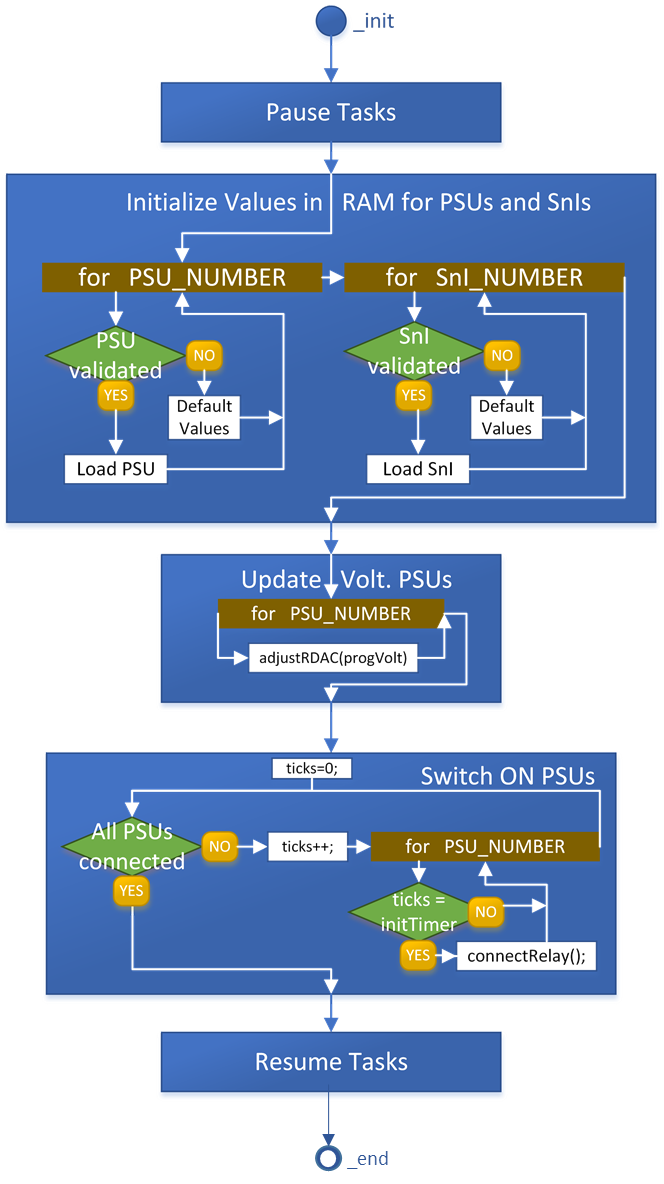 _init
Pause Tasks
Initialize Values in RAM for PSUs and SnIs
for PSU_NUMBER
for SnI_NUMBER
PSU
validated
NO
YES
Default
Values
Load PSU
SnI
validated
NO
YES
Default
Values
Load SnI
Update Volt. PSUs
for PSU_NUMBER
adjustRDAC(progVolt)
ticks=0;
Switch ON PSUs
All PSUs
connected
NO
YES
ticks++;
for PSU_NUMBER
ticks =
initTimer
NO
YES
connectRelay();
Resume Tasks
_end